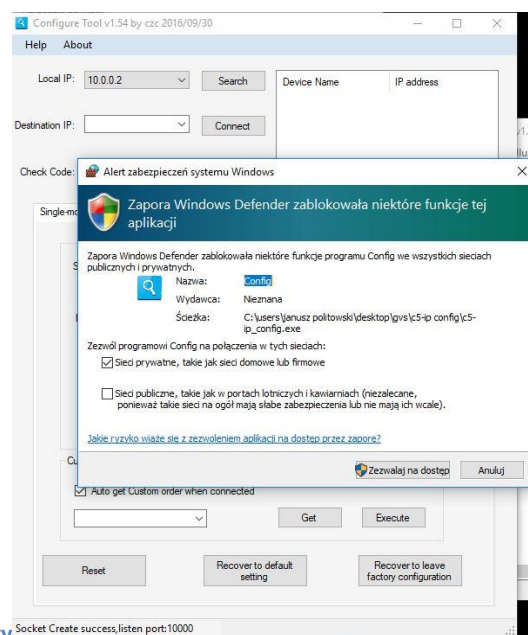 Configure Tool v1.54 by czc 2016/09/30
Help About
Local IP: 10.0.0.2 Search Device Name IP address
Destination IP: Connect
Check Code:
Alert zabezpieczeń systemu Windows
Single-mo
Zapora Windows Defender zablokowała niektóre funkcje tej
aplikacji
Zapora Windows Defender zablokowała niektóre funkcje programu Config we wszystkich sieciach
publicznych i prywatnych.
Nazwa: Config
Wydawca: Nieznana
Ścieżka: C:\users\janusz politowski\desktop\gvs\c5-ip config\c5-
ip_config.exe
Zezwól programowi Config na połączenia w tych sieciach:
Sieci prywatne, takie jak sieci domowe lub firmowe
Sieci publiczne, takie jak w portach lotniczych i kawiarniach (niezalecane,
ponieważ takie sieci na ogół mają słabe zabezpieczenia lub nie mają ich wcale).
Jakie ryzyko wiąże się z zezwoleniem aplikacji na dostęp przez zaporę?
Zezwalaj na dostęp Anuluj
Cu
Auto get Custom order when connected
Get Execute
Reset Recover to default
setting Recover to leave
factory configuration
Socket Create success,listen port:10000